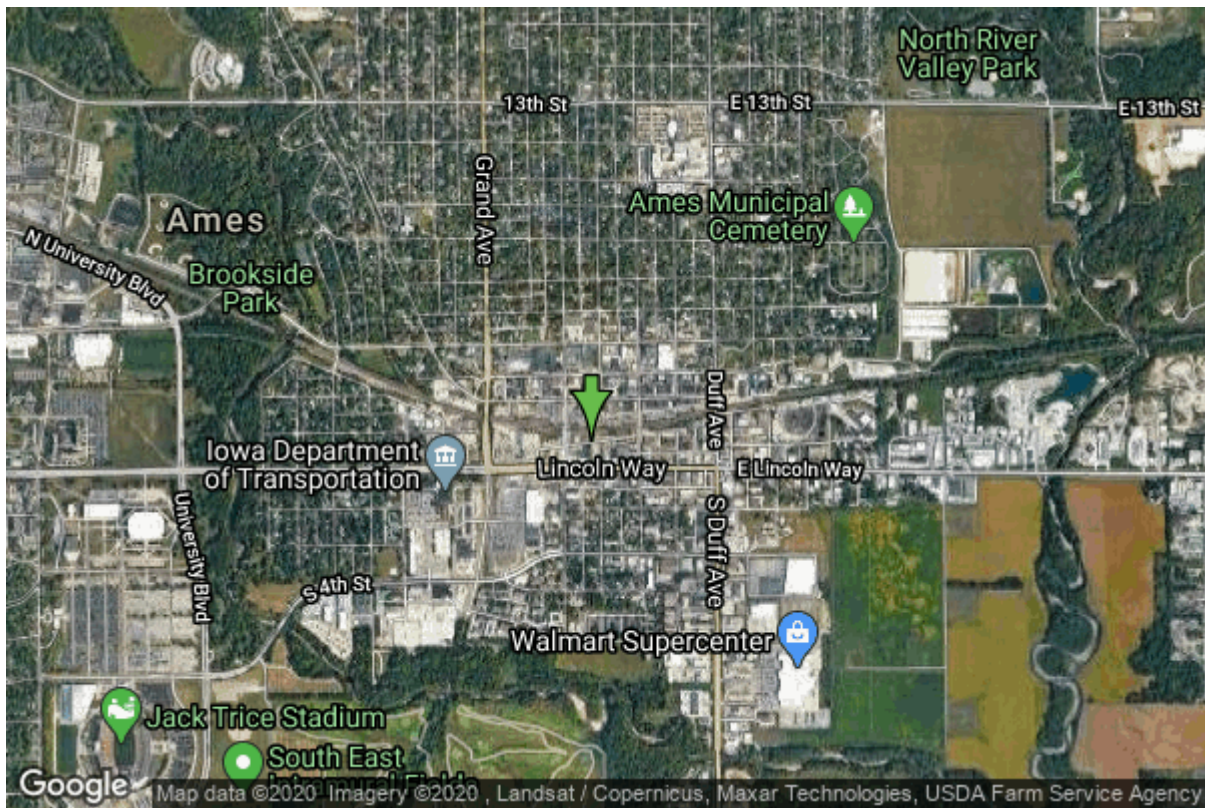 North River
Valley Park
13th St
E 13th St
E 13th St
Grand Ave
Ames Municipal
Cemetery
Ames
N University Blvd
Brookside
Park
Duff Ave
Iowa Department
of Transportation
Lincoln Way
E Lincoln Way
University Blvd
S Duff Ave
S 4th St
Walmart Supercenter
Jack Trice Stadium
South East
Intramural Fields
Google
Map data ©2020 Imagery ©2020 , Landsat / Copernicus, Maxar Technologies, USDA Farm Service Agency